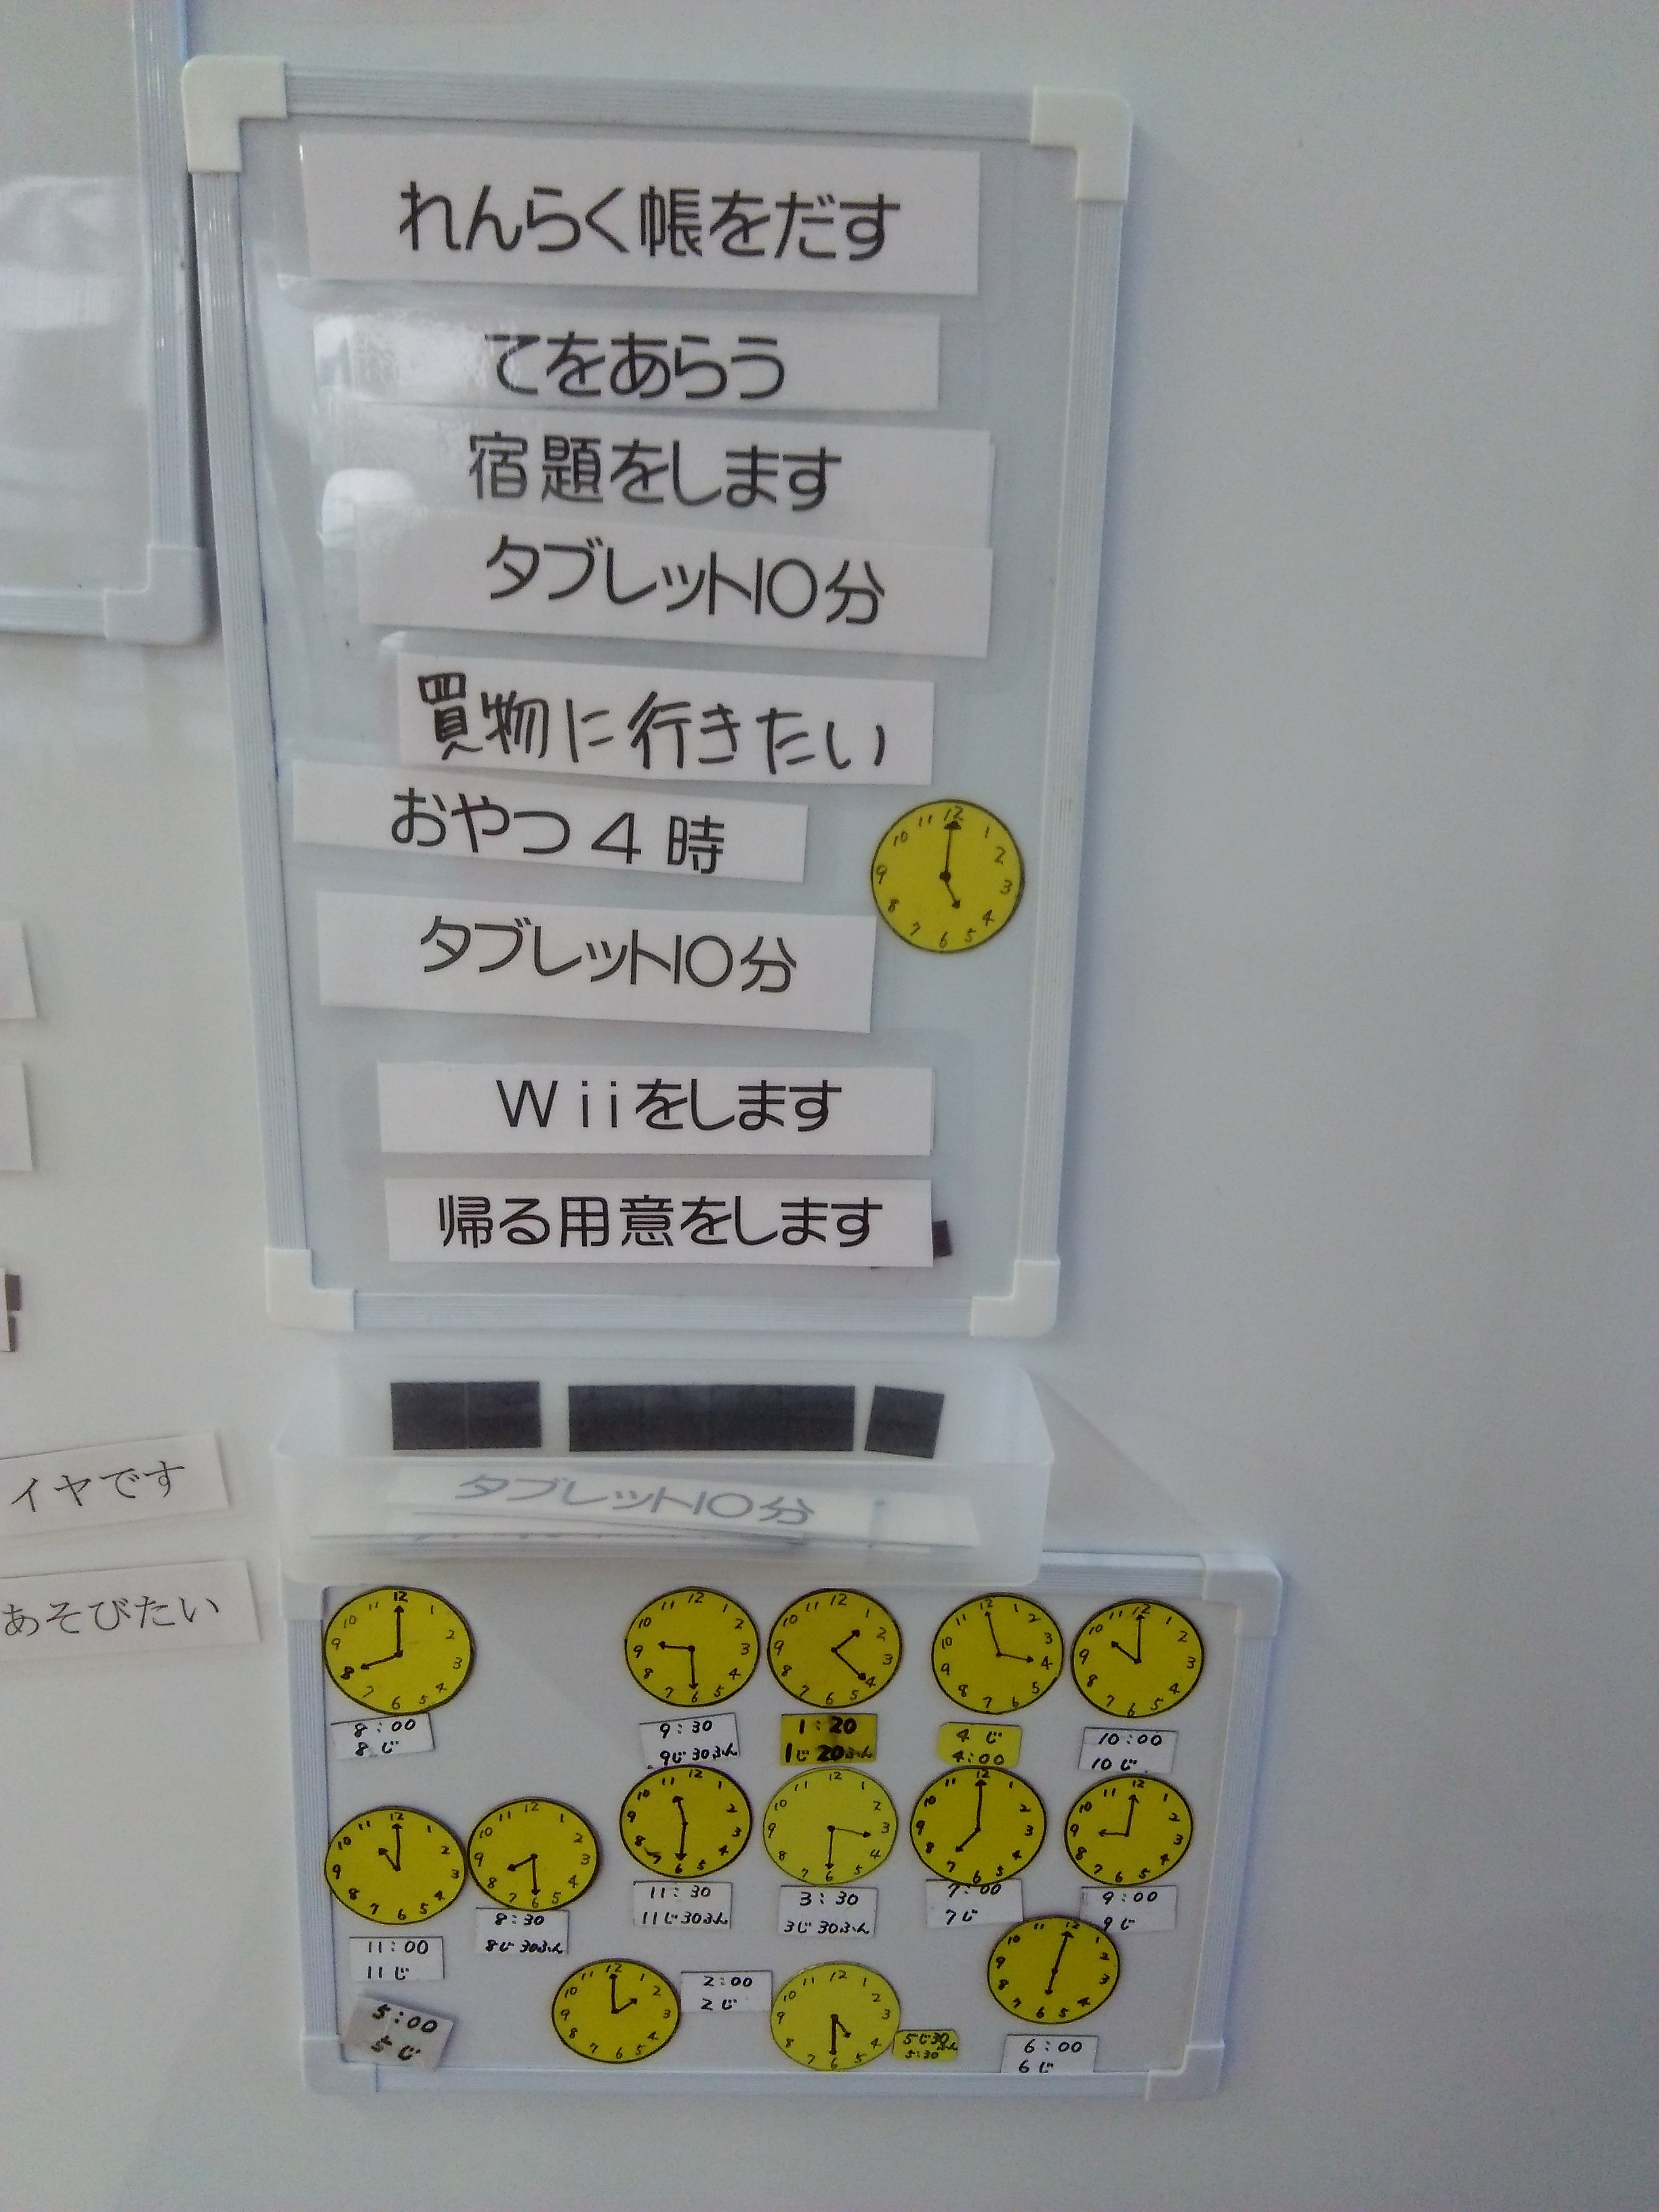 れんらく帳をだす
てをあらう
宿題をします
タブレット10分
買物に行きたい
おやつ4時
タブレット10分
Wiiをします
帰る用意をします
タブレット10分
イヤです
あそびたい
8:00
8じ
9:30
9じ30ふん
1:20
1じ20ふん
4じ
4:00
10:00
10じ
11:00
11じ
8:30
8じ30ふん
11:30
11じ30ふん
3:30
3じ30ふん
7:00
7じ
9:00
9じ
5:00
5じ
2:00
2じ
5じ30ふん
5:30
6:00
6じ